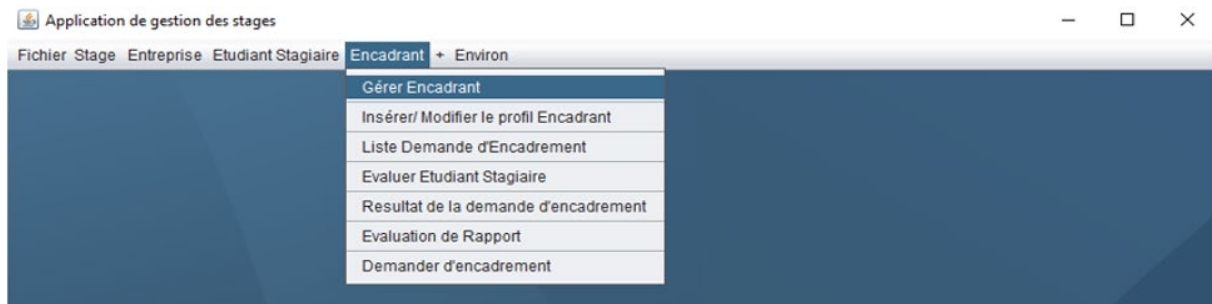 Application de gestion des stages
Fichier Stage Entreprise Etudiant Stagiaire Encadrant + Environ
Gérer Encadrant
Insérer/ Modifier le profil Encadrant
Liste Demande d'Encadrement
Evaluer Etudiant Stagiaire
Resultat de la demande d'encadrement
Evaluation de Rapport
Demander d'encadrement